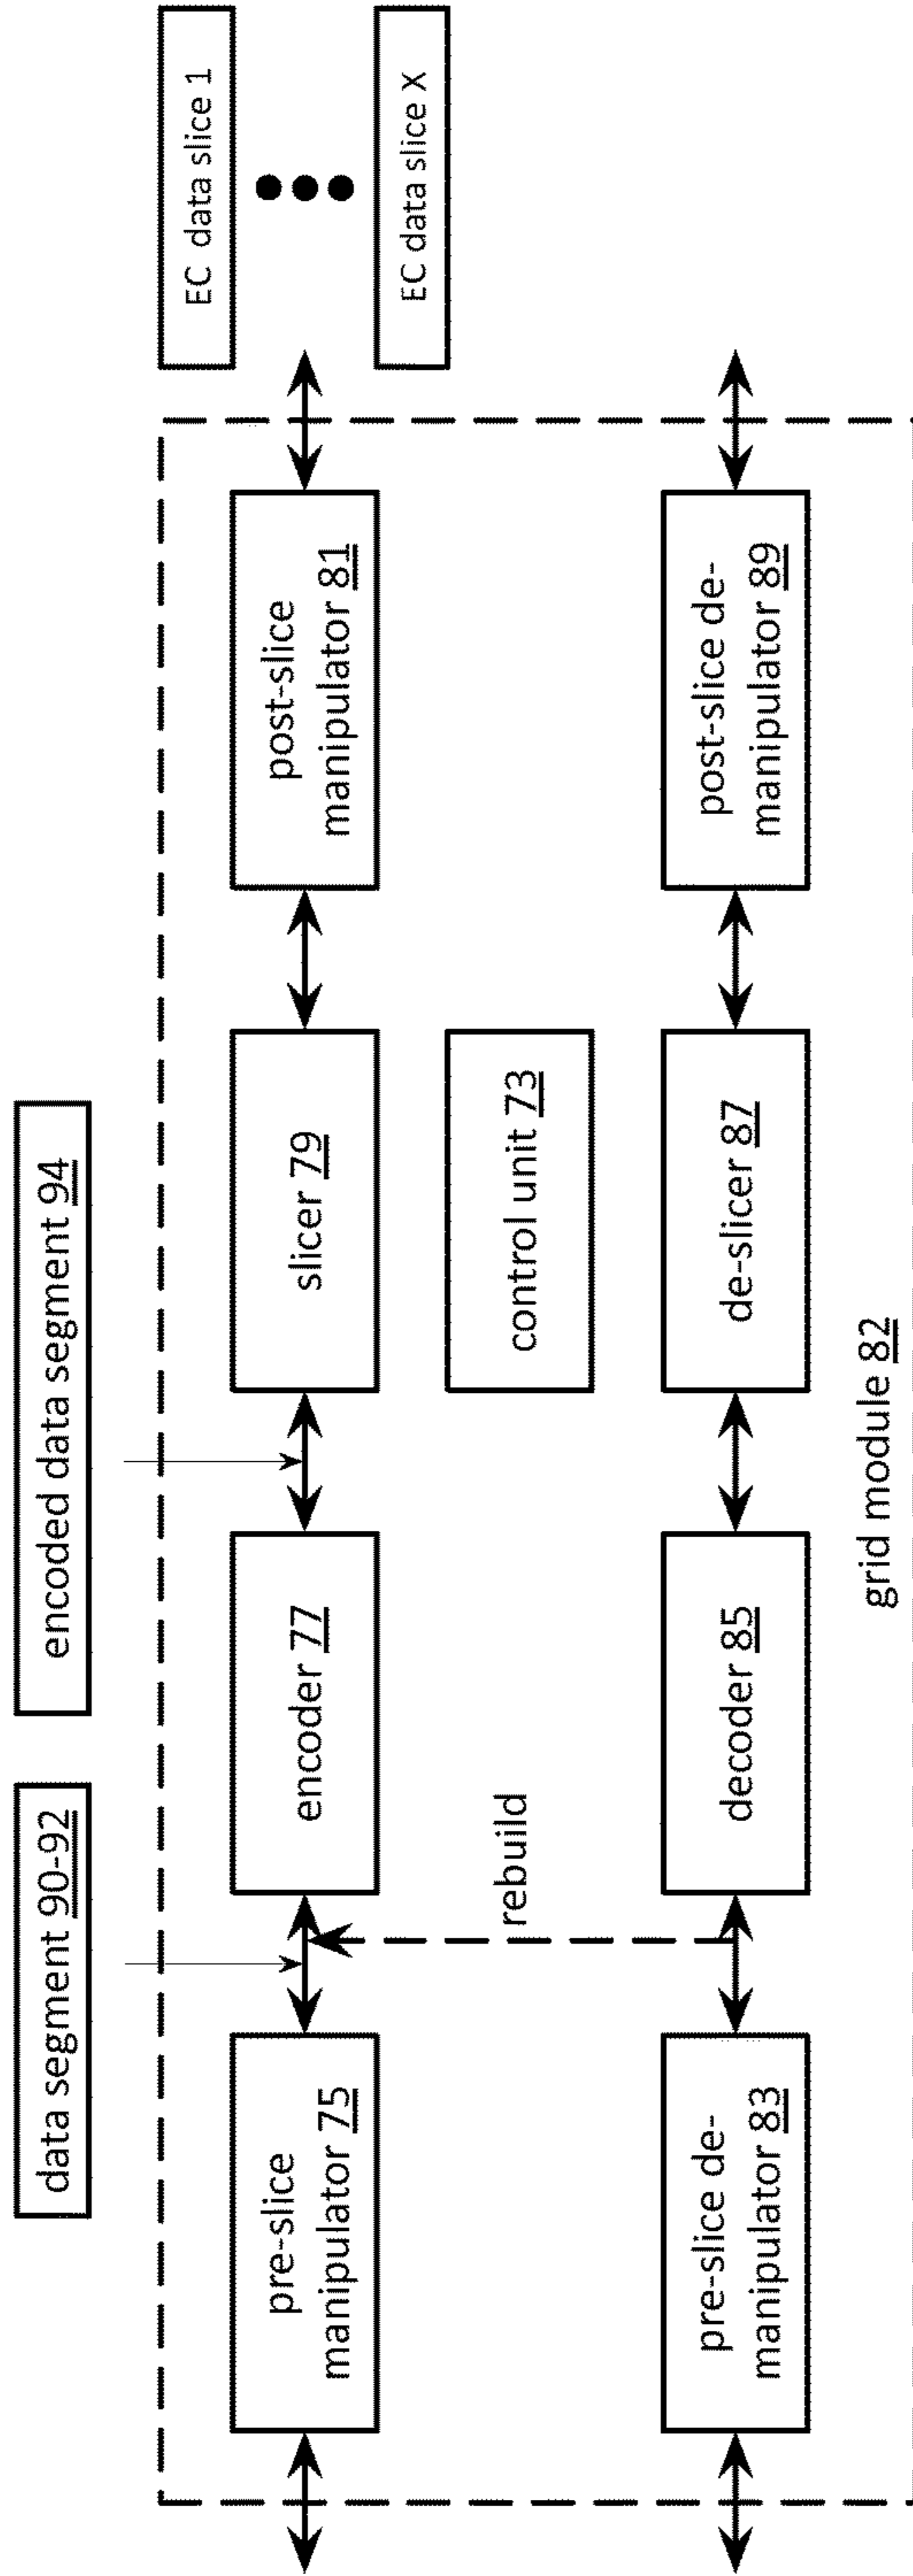 data segment 90-92
encoded data segment 94
EC data slice 1
EC data slice X
pre-slice
manipulator 75
encoder 77
slicer 79
post-slice
manipulator 81
rebuild
control unit 73
pre-slice de-
manipulator 83
decoder 85
de-slicer 87
post-slice de-
manipulator 89
grid module 82